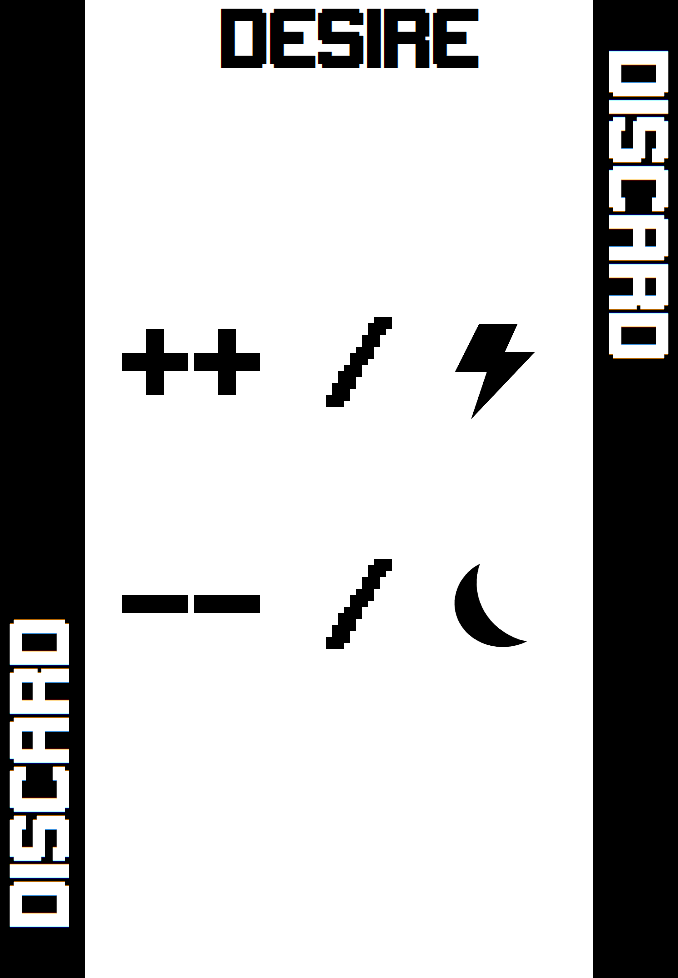 DESIRE
DISCARD
++ /
-- /
DISCARD